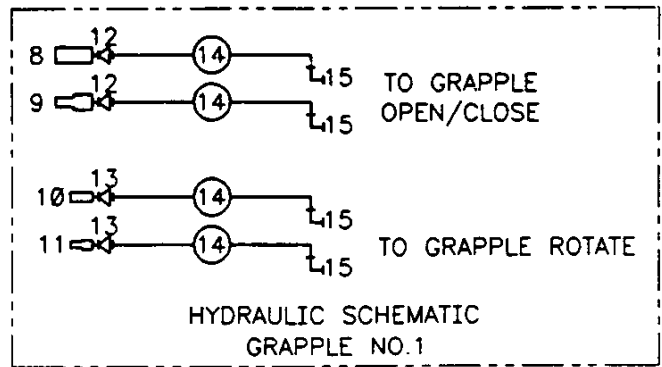 12
8 14
15 TO GRAPPLE
12
9 14 OPEN/CLOSE
15
13
10 14
15
13
11 14 TO GRAPPLE ROTATE
15
HYDRAULIC SCHEMATIC
GRAPPLE NO.1